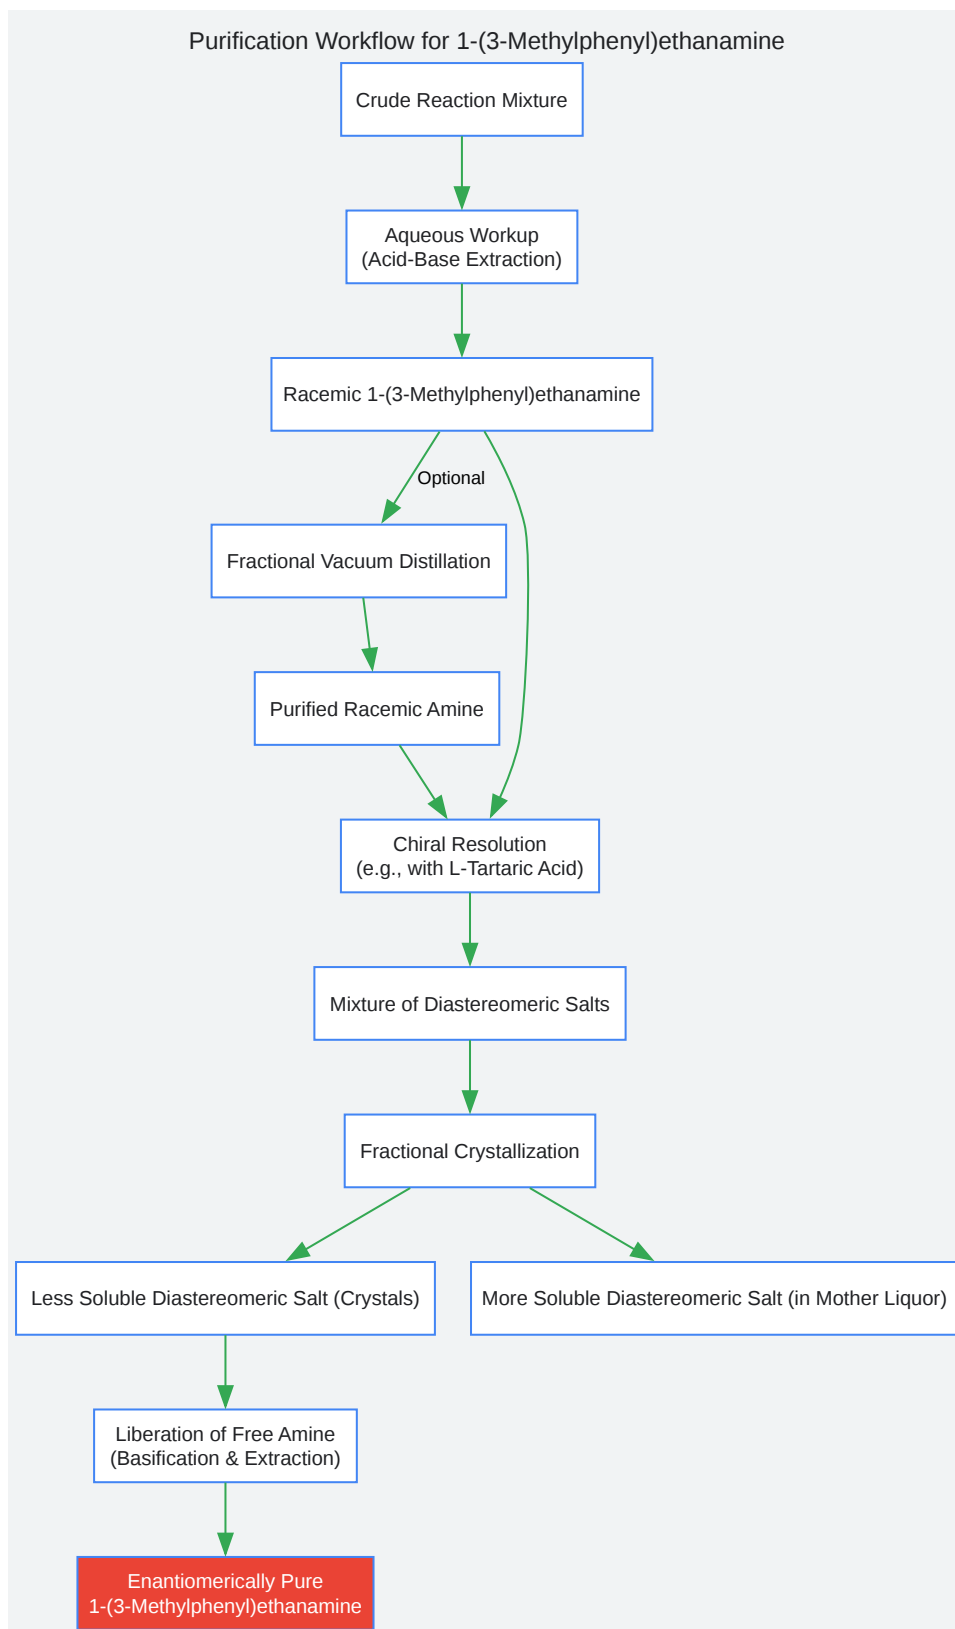 Purification Workflow for 1-(3-Methylphenyl)ethanamine
Crude Reaction Mixture
Aqueous Workup
(Acid-Base Extraction)
Racemic 1-(3-Methylphenyl)ethanamine
Optional
Fractional Vacuum Distillation
Purified Racemic Amine
Chiral Resolution
(e.g., with L-Tartaric Acid)
Mixture of Diastereomeric Salts
Fractional Crystallization
Less Soluble Diastereomeric Salt (Crystals)
More Soluble Diastereomeric Salt (in Mother Liquor)
Liberation of Free Amine
(Basification & Extraction)
Enantiomerically Pure
1-(3-Methylphenyl)ethanamine